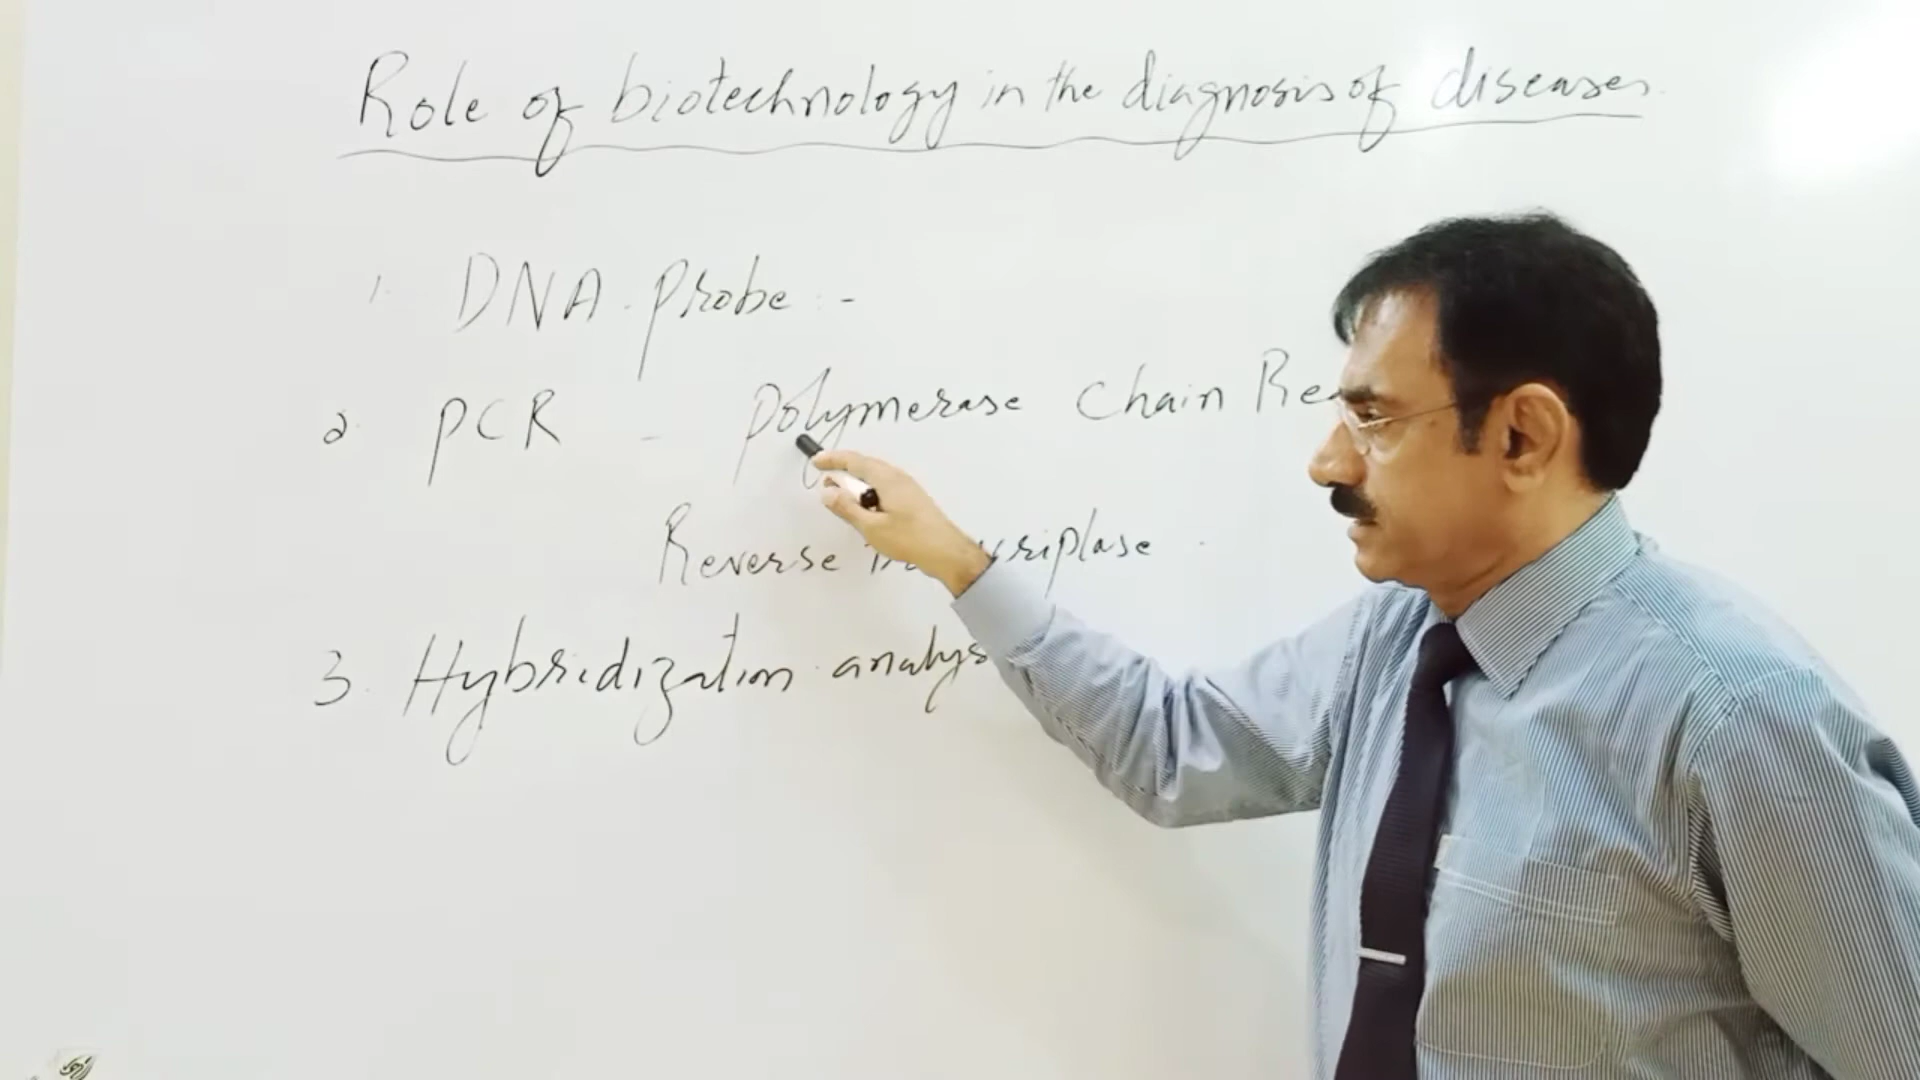 Role of biotechnology in the diagnosis of diseases.
1. DNA. Probe : -
2. PCR - Polymerase Chain Re
Reverse
3. Hybridization analys